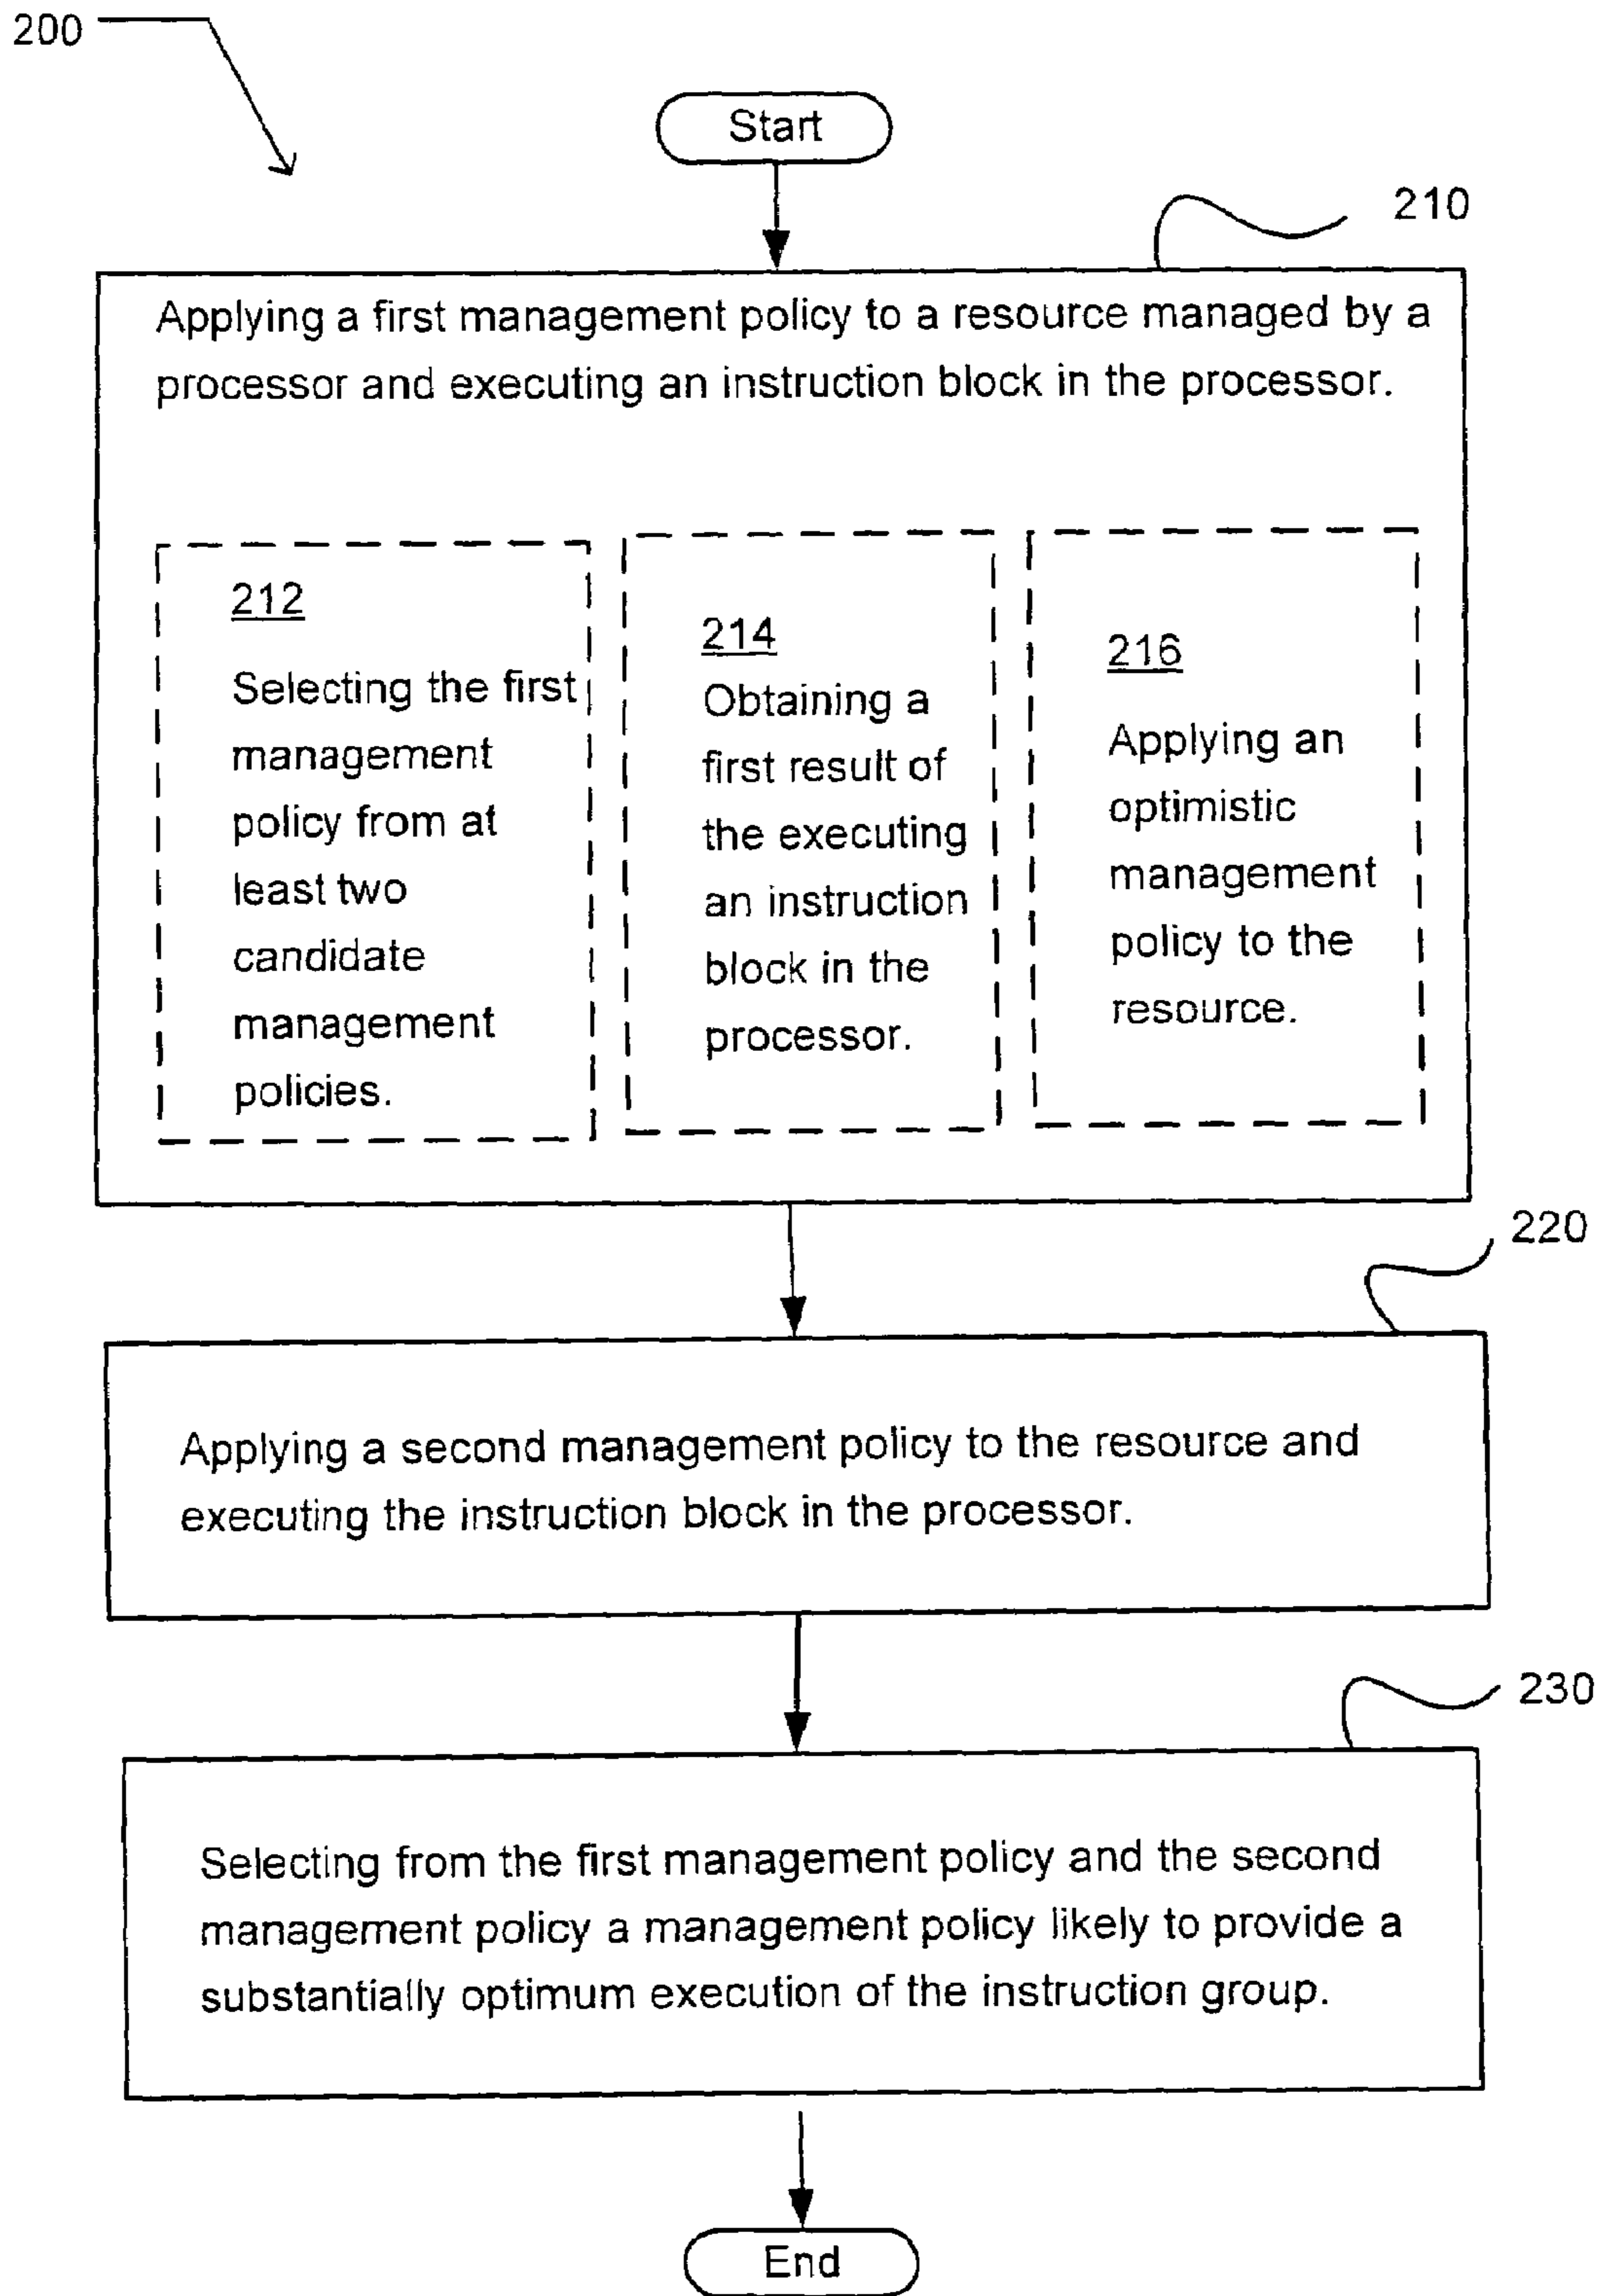 200
Start
210
Applying a first management policy to a resource managed by a
processor and executing an instruction block in the processor.
212
Selecting the first
management
policy from at
least two
candidate
management
policies.
214
Obtaining a
first result of
the executing
an instruction
block in the
processor.
216
Applying an
optimistic
management
policy to the
resource.
220
Applying a second management policy to the resource and
executing the instruction block in the processor.
230
Selecting from the first management policy and the second
management policy a management policy likely to provide a
substantially optimum execution of the instruction group.
End